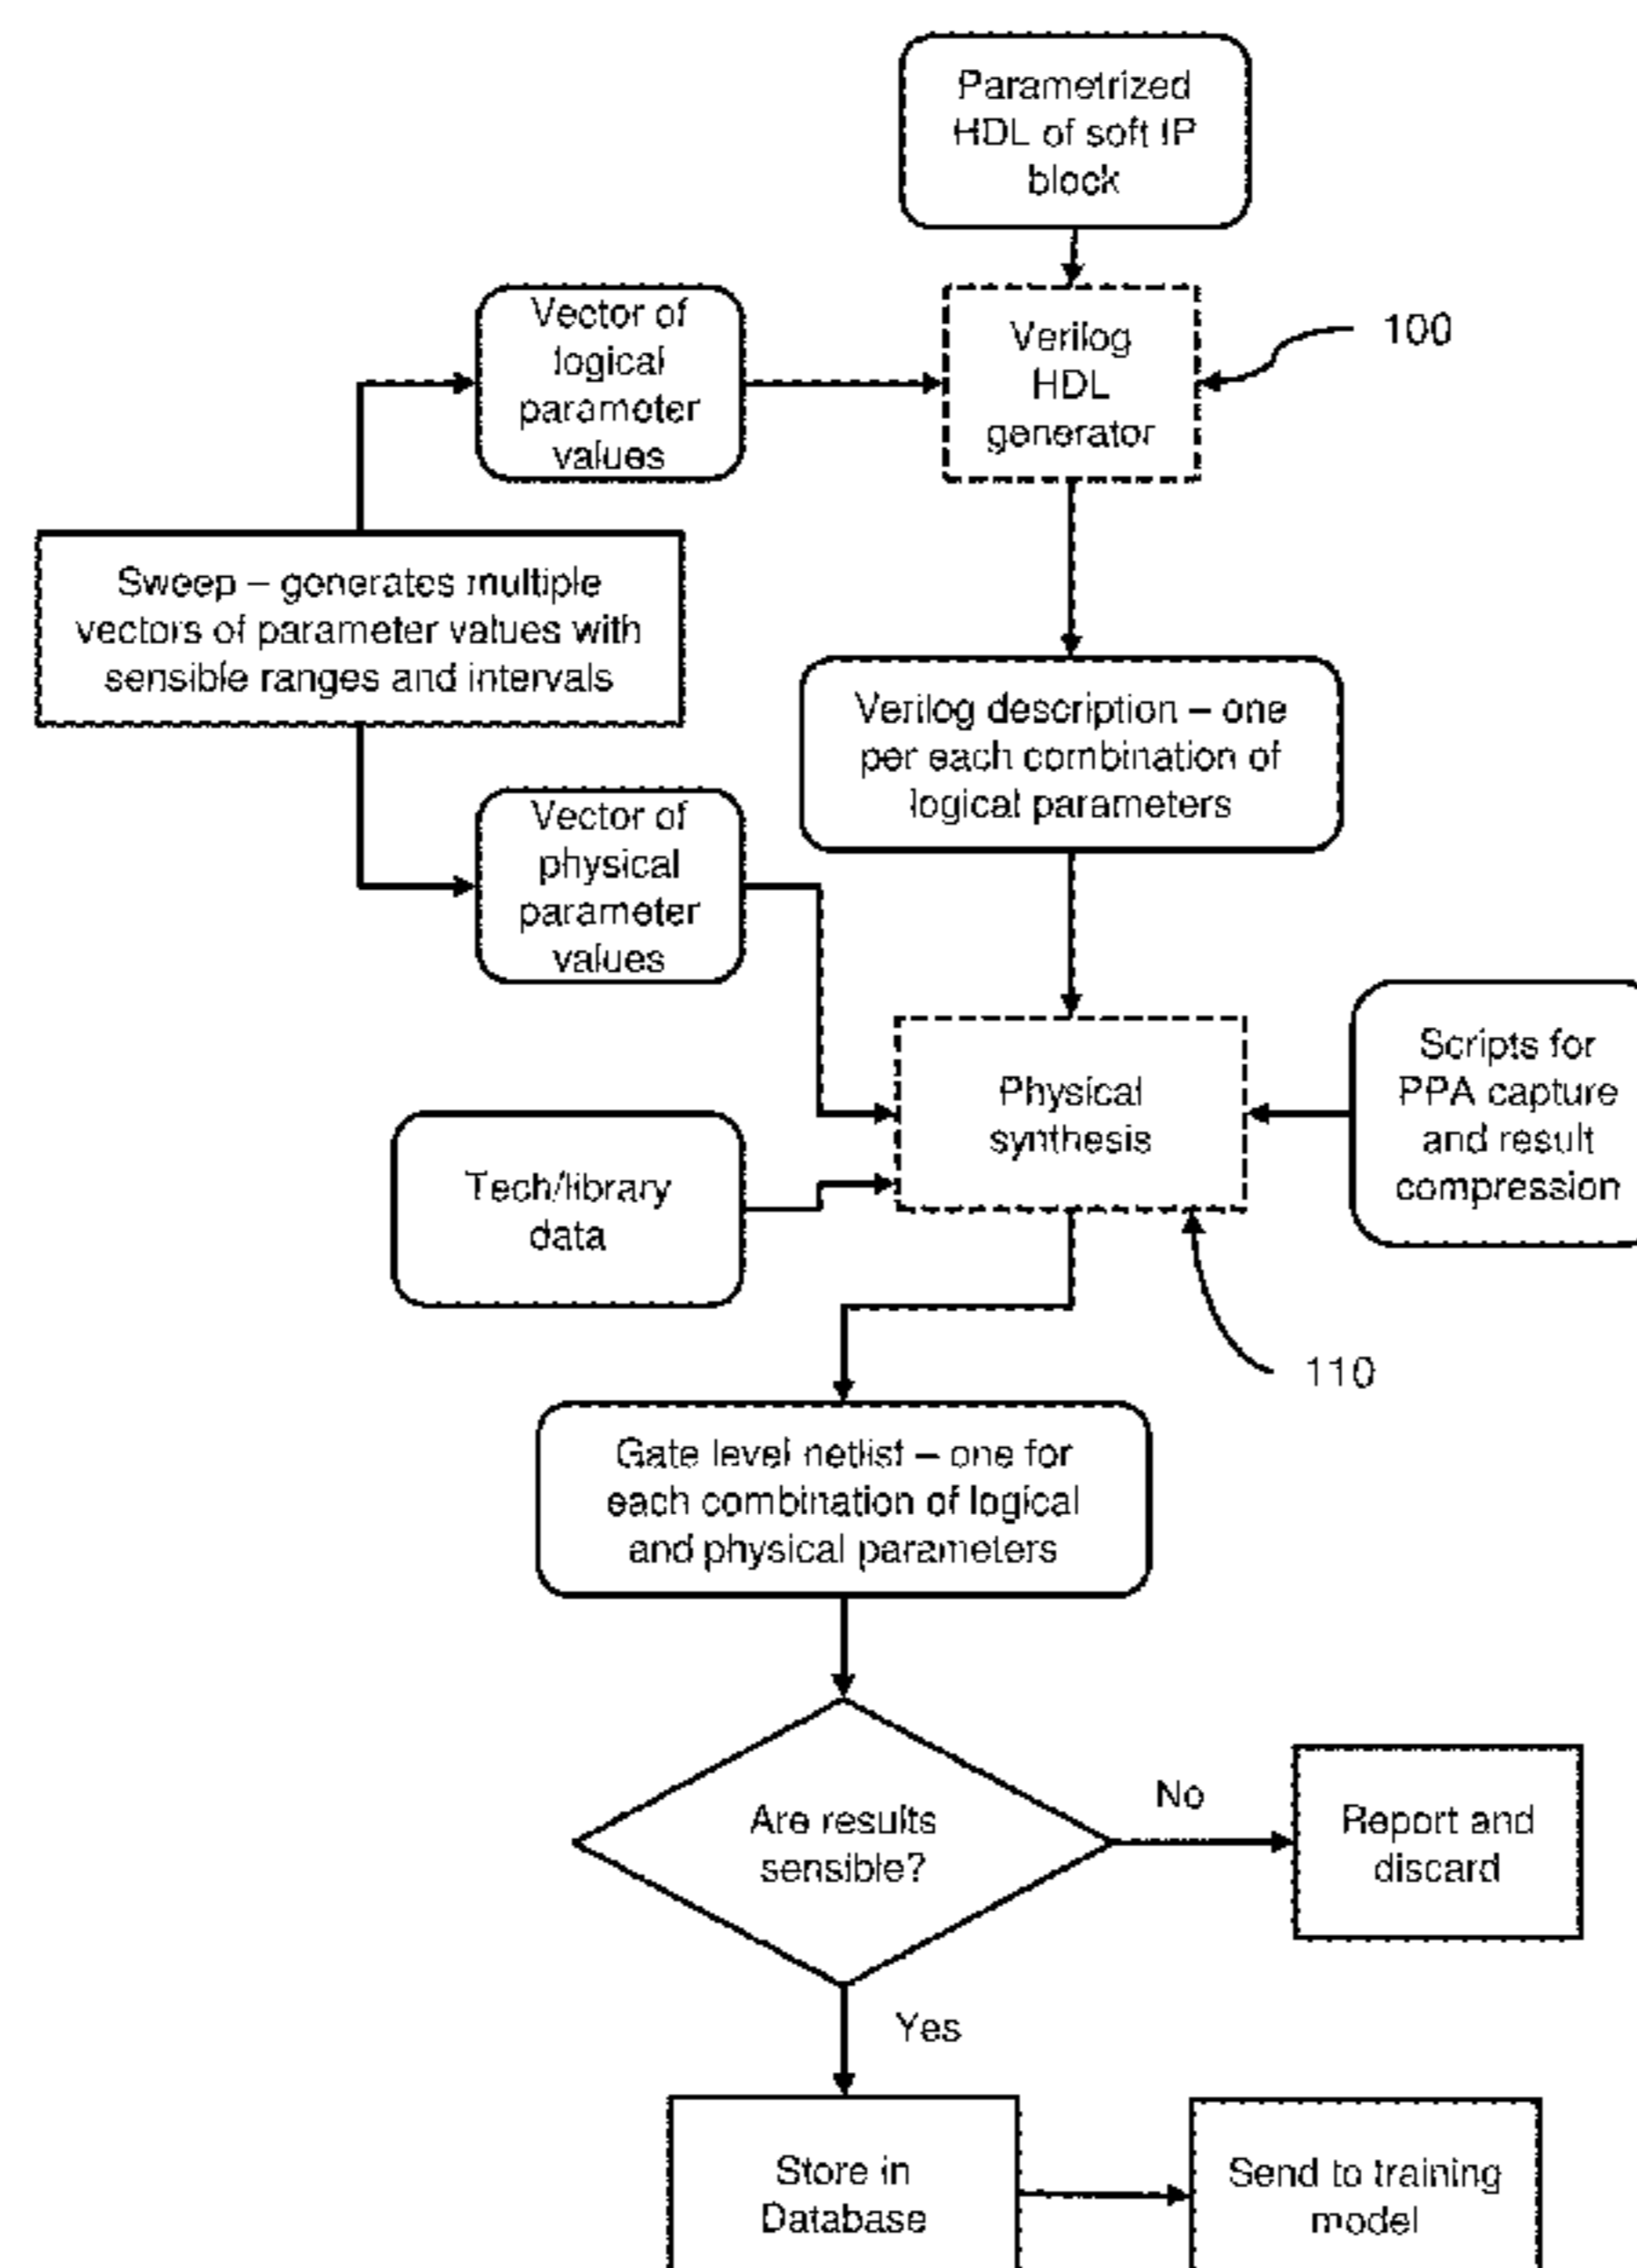 Parametrized
HDL of soft IP
block
Vector of
logical
parameter
values
Verilog
HDL
generator
100
Sweep – generates multiple
vectors of parameter values with
sensible ranges and intervals
Verilog description – one
per each combination of
logical parameters
Vector of
physical
parameter
values
Physical
synthesis
Scripts for
PPA capture
and result
compression
Tech/library
data
110
Gate level netlist – one for
each combination of logical
and physical parameters
Are results
sensible?
No
Report and
discard
Yes
Store in
Database
Send to training
model